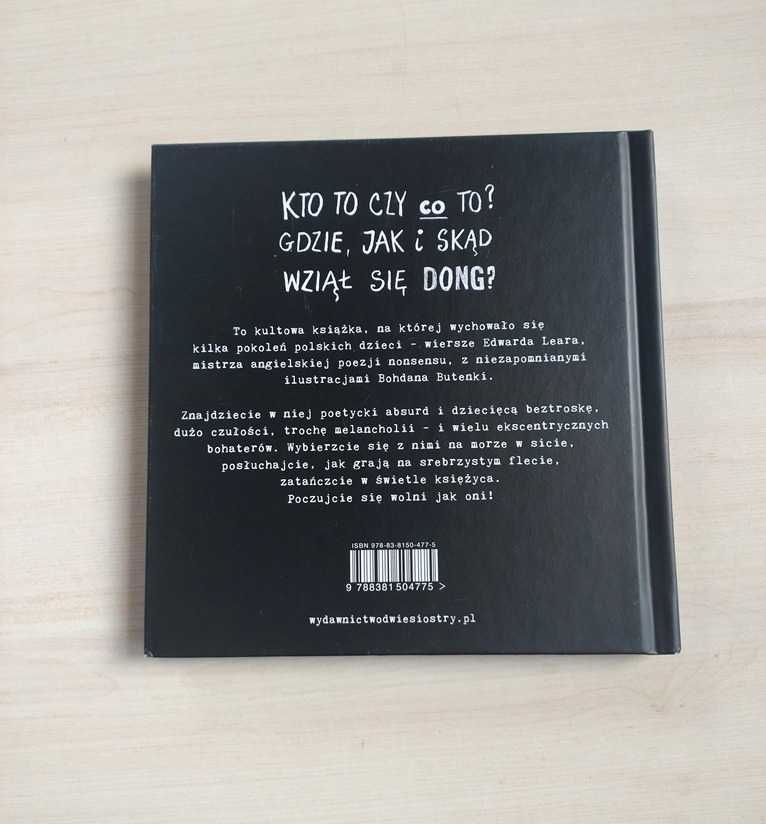 KTO TO CZY CO TO?
GDZIE, JAK i SKĄD
WZIĄŁ SIĘ DONG?
To kultowa książka, na której wychowało się
kilka pokoleń polskich dzieci – wiersze Edwarda Leara,
mistrza angielskiej poezji nonsensu, z niezapomnianymi
ilustracjami Bohdana Butenki.
Znajdziecie w niej poetycki absurd i dziecięcą beztroskę,
dużo czułości, trochę melancholii – i wielu ekscentrycznych
bohaterów. Wybierzcie się z nimi na morze w sicie,
posłuchajcie, jak grają na srebrzystym flecie,
zatańczcie w świetle księżyca.
Poczujcie się wolni jak oni!
ISBN 978-83-8150-477-5
9 788381 504775 >
wydawnictwodwiesiostry.pl